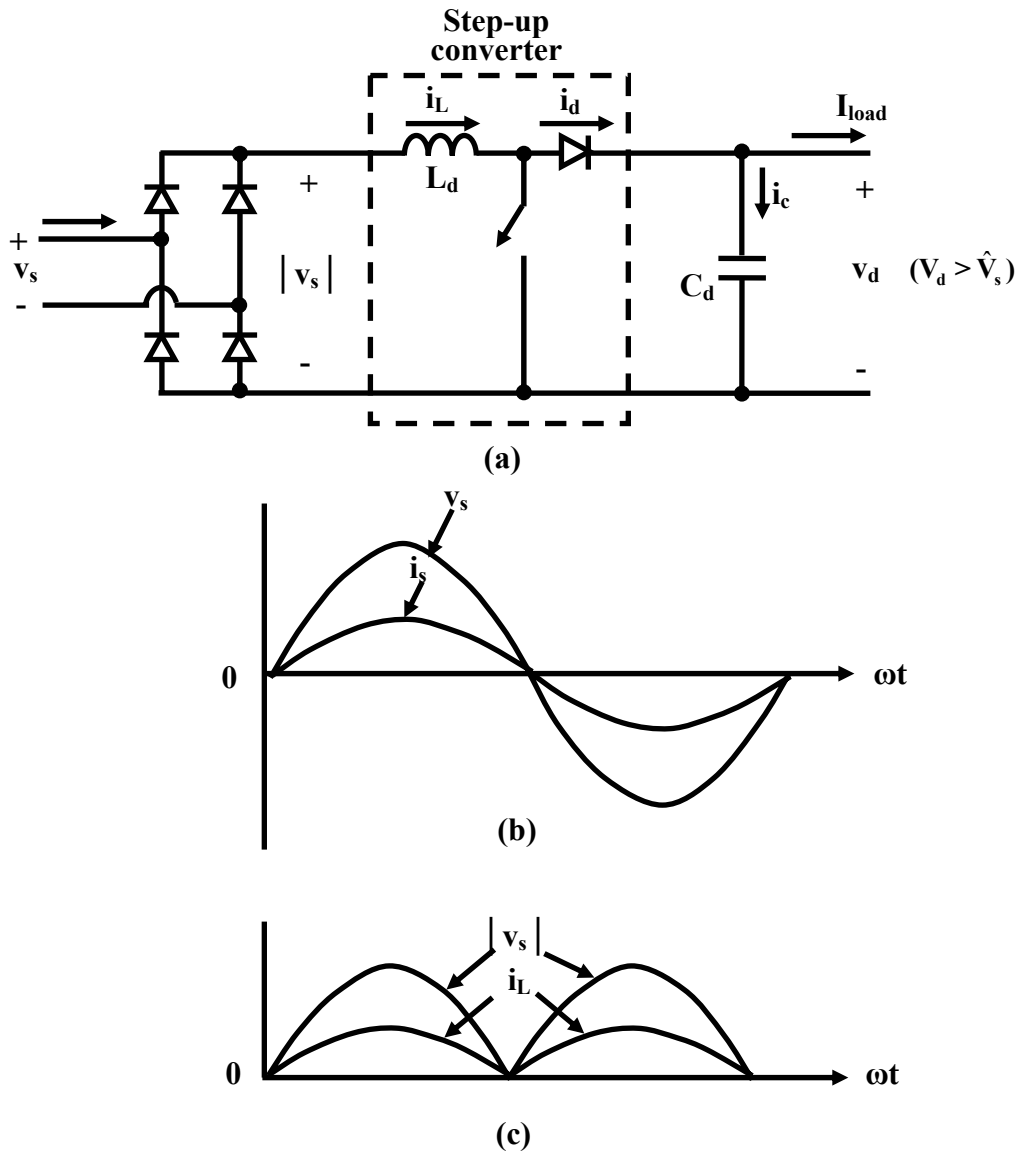 Step-up
converter
i_L
i_d
I_load
L_d
+
+
+
v_s
-
| v_s |
i_c
C_d
v_d (V_d > V̂_s)
-
-
(a)
v_s
i_s
0
ωt
(b)
| v_s |
i_L
0
ωt
(c)